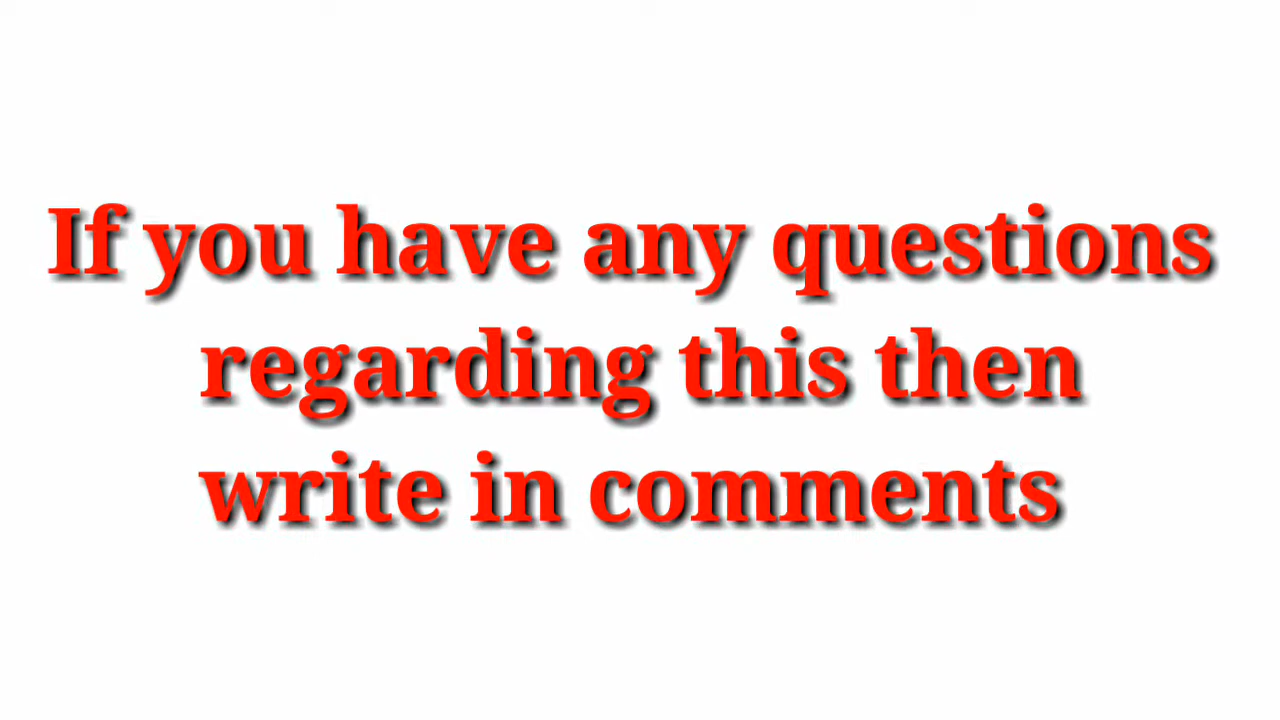 If you have any questions
regarding this then
write in comments